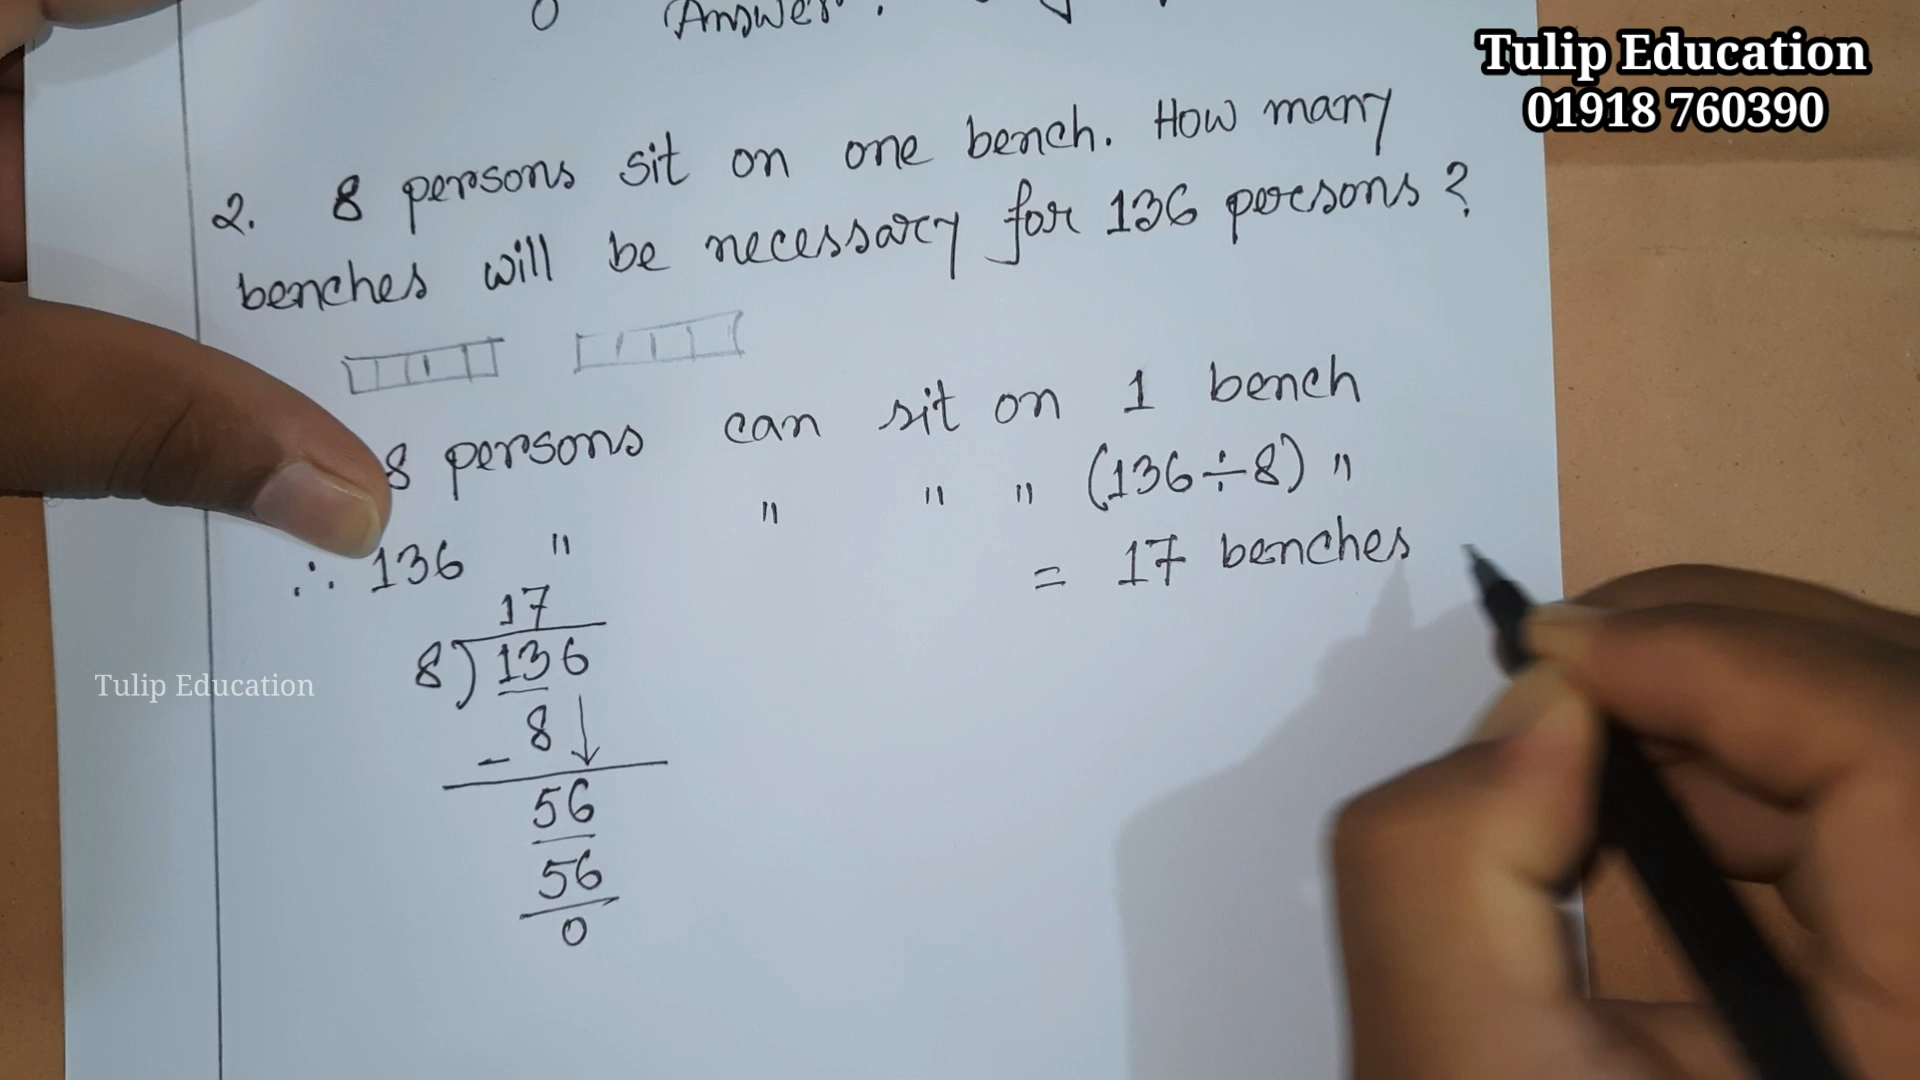 0 Answer :
Tulip Education
01918 760390
2. 8 persons sit on one bench. How many
benches will be necessary for 136 persons ?
8 persons can sit on 1 bench
∴ 136 " " " " (136÷8) "
= 17 benches
17
8)136
- 8↓
56
56
0
Tulip Education